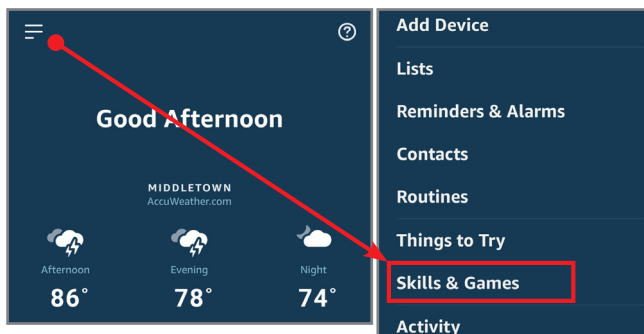 Good Afternoon
MIDDLETOWN
AccuWeather.com
Afternoon Evening Night
86° 78° 74°
Add Device
Lists
Reminders & Alarms
Contacts
Routines
Things to Try
Skills & Games
Activity